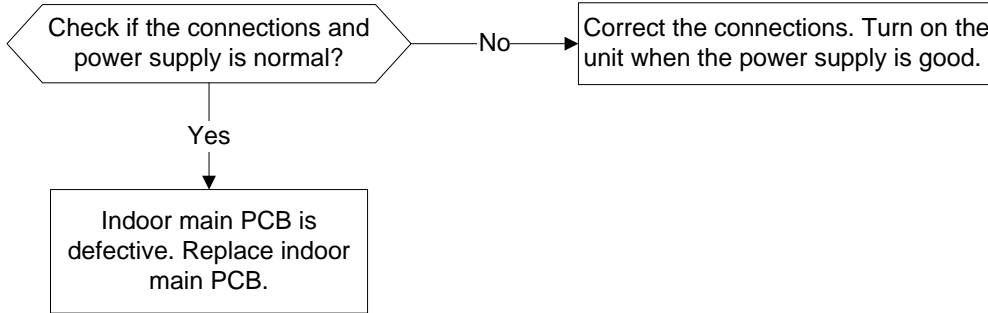 Check if the connections and
power supply is normal?
No
Correct the connections. Turn on the
unit when the power supply is good.
Yes
Indoor main PCB is
defective. Replace indoor
main PCB.